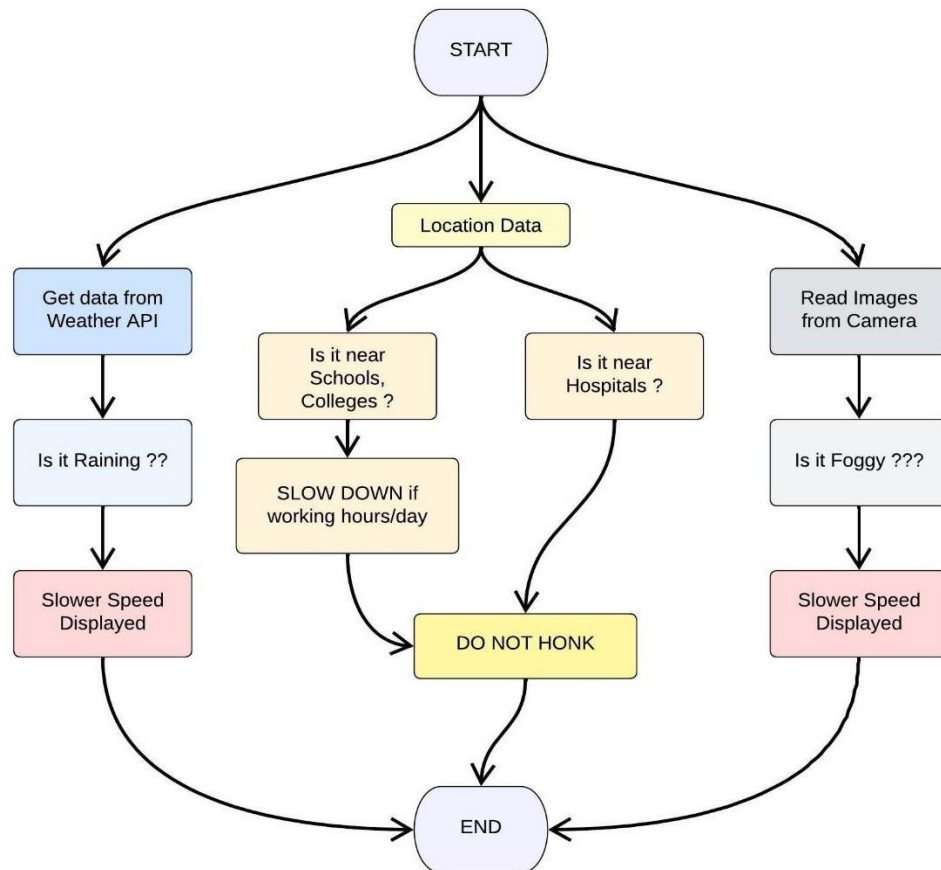 START
Location Data
Get data from
Weather API
Read Images
from Camera
Is it near
Schools,
Colleges ?
Is it near
Hospitals ?
Is it Raining ??
Is it Foggy ???
SLOW DOWN if
working hours/day
Slower Speed
Displayed
Slower Speed
Displayed
DO NOT HONK
END